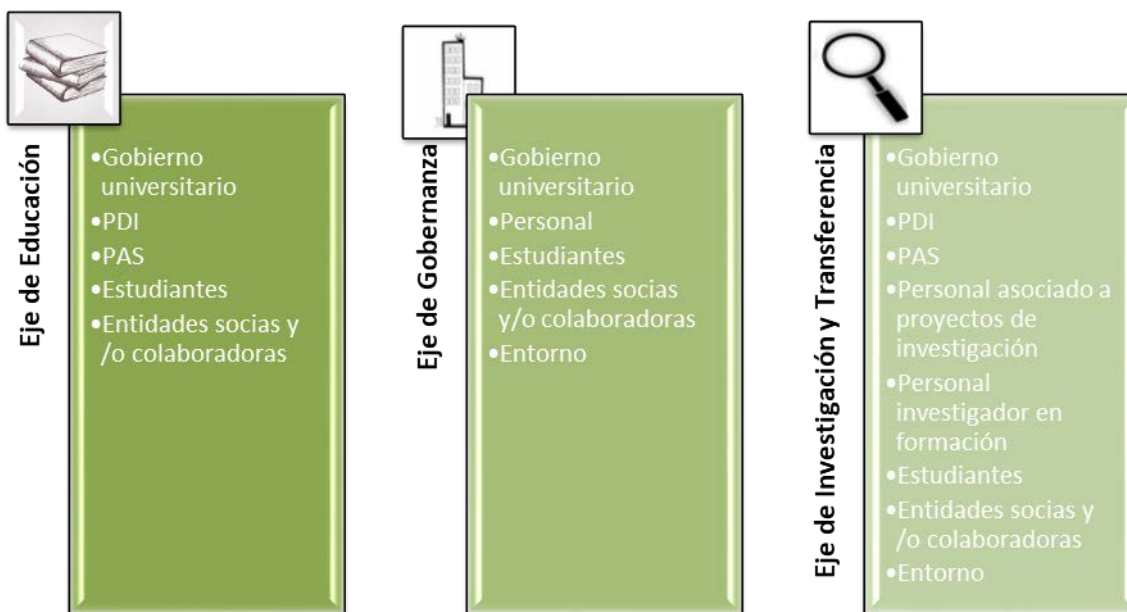 Eje de Educación
•Gobierno
universitario
•PDI
•PAS
•Estudiantes
•Entidades socias y
/o colaboradoras
Eje de Gobernanza
•Gobierno
universitario
•Personal
•Estudiantes
•Entidades socias
y/o colaboradoras
•Entorno
Eje de Investigación y Transferencia
•Gobierno
universitario
•PDI
•PAS
•Personal asociado a
proyectos de
investigación
•Personal
investigador en
formación
•Estudiantes
•Entidades socias y
/o colaboradoras
•Entorno